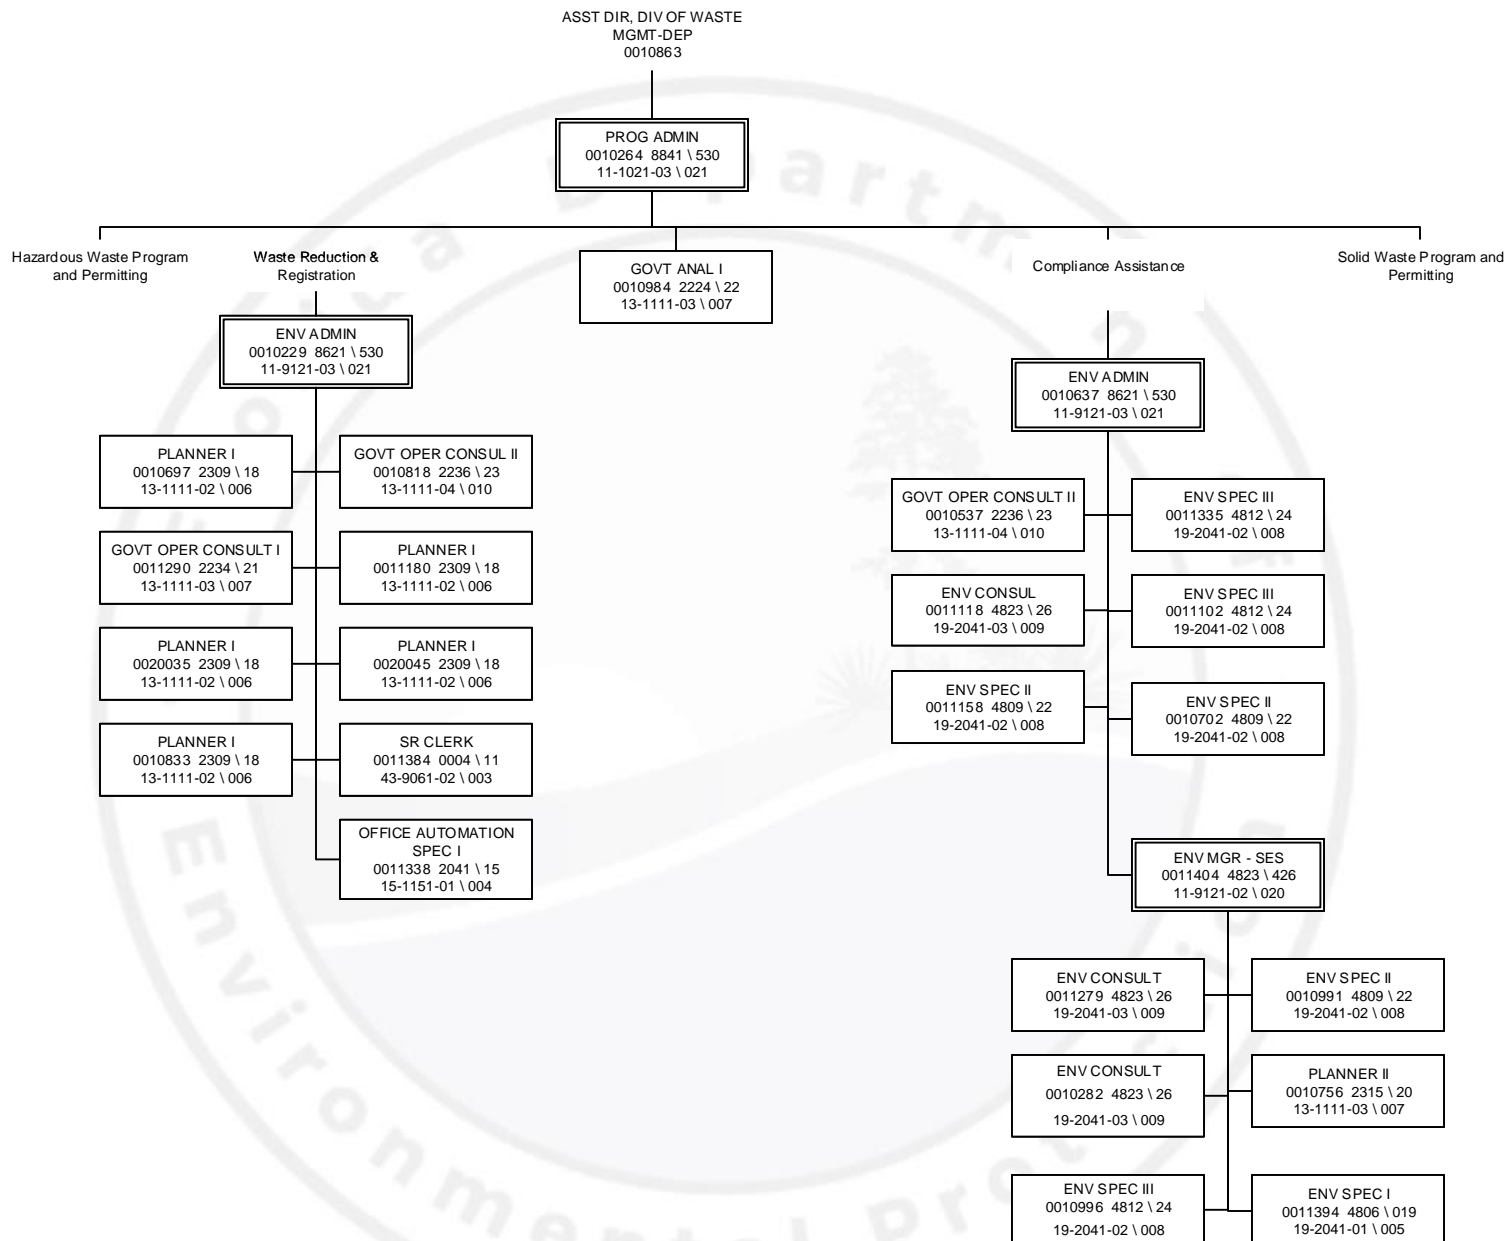 ASST DIR, DIV OF WASTE
MGMT-DEP
0010863
PROG ADMIN
0010264 8841 \ 530
11-1021-03 \ 021
Hazardous Waste Program
and Permitting
Waste Reduction &
Registration
GOVT ANAL I
0010984 2224 \ 22
13-1111-03 \ 007
Compliance Assistance
Solid Waste Program and
Permitting
ENV ADMIN
0010229 8621 \ 530
11-9121-03 \ 021
PLANNER I
0010697 2309 \ 18
13-1111-02 \ 006
GOVT OPER CONSUL II
0010818 2236 \ 23
13-1111-04 \ 010
GOVT OPER CONSULT I
0011290 2234 \ 21
13-1111-03 \ 007
PLANNER I
0011180 2309 \ 18
13-1111-02 \ 006
PLANNER I
0020035 2309 \ 18
13-1111-02 \ 006
PLANNER I
0020045 2309 \ 18
13-1111-02 \ 006
PLANNER I
0010833 2309 \ 18
13-1111-02 \ 006
SR CLERK
0011384 0004 \ 11
43-9061-02 \ 003
OFFICE AUTOMATION
SPEC I
0011338 2041 \ 15
15-1151-01 \ 004
ENV ADMIN
0010637 8621 \ 530
11-9121-03 \ 021
GOVT OPER CONSULT II
0010537 2236 \ 23
13-1111-04 \ 010
ENV SPEC III
0011335 4812 \ 24
19-2041-02 \ 008
ENV CONSUL
0011118 4823 \ 26
19-2041-03 \ 009
ENV SPEC III
0011102 4812 \ 24
19-2041-02 \ 008
ENV SPEC II
0011158 4809 \ 22
19-2041-02 \ 008
ENV SPEC II
0010702 4809 \ 22
19-2041-02 \ 008
ENV MGR - SES
0011404 4823 \ 426
11-9121-02 \ 020
ENV CONSULT
0011279 4823 \ 26
19-2041-03 \ 009
ENV SPEC II
0010991 4809 \ 22
19-2041-02 \ 008
ENV CONSULT
0010282 4823 \ 26
19-2041-03 \ 009
PLANNER II
0010756 2315 \ 20
13-1111-03 \ 007
ENV SPEC III
0010996 4812 \ 24
19-2041-02 \ 008
ENV SPEC I
0011394 4806 \ 019
19-2041-01 \ 005
Environmental